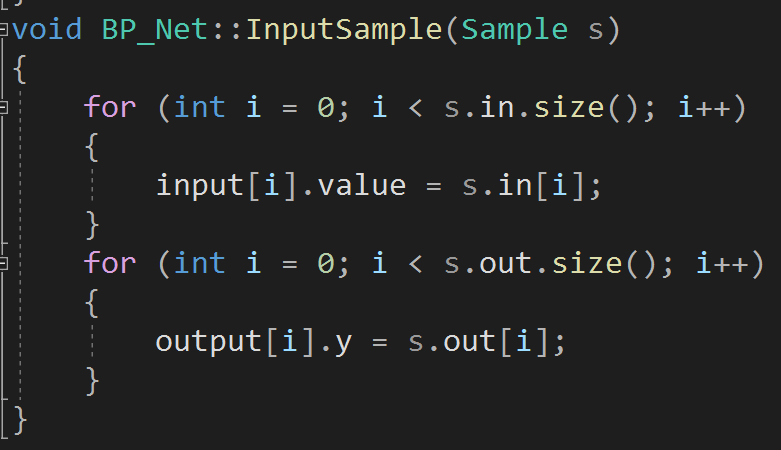 void BP_Net::InputSample(Sample s)
{
    for (int i = 0; i < s.in.size(); i++)
    {
        input[i].value = s.in[i];
    }
    for (int i = 0; i < s.out.size(); i++)
    {
        output[i].y = s.out[i];
    }
}